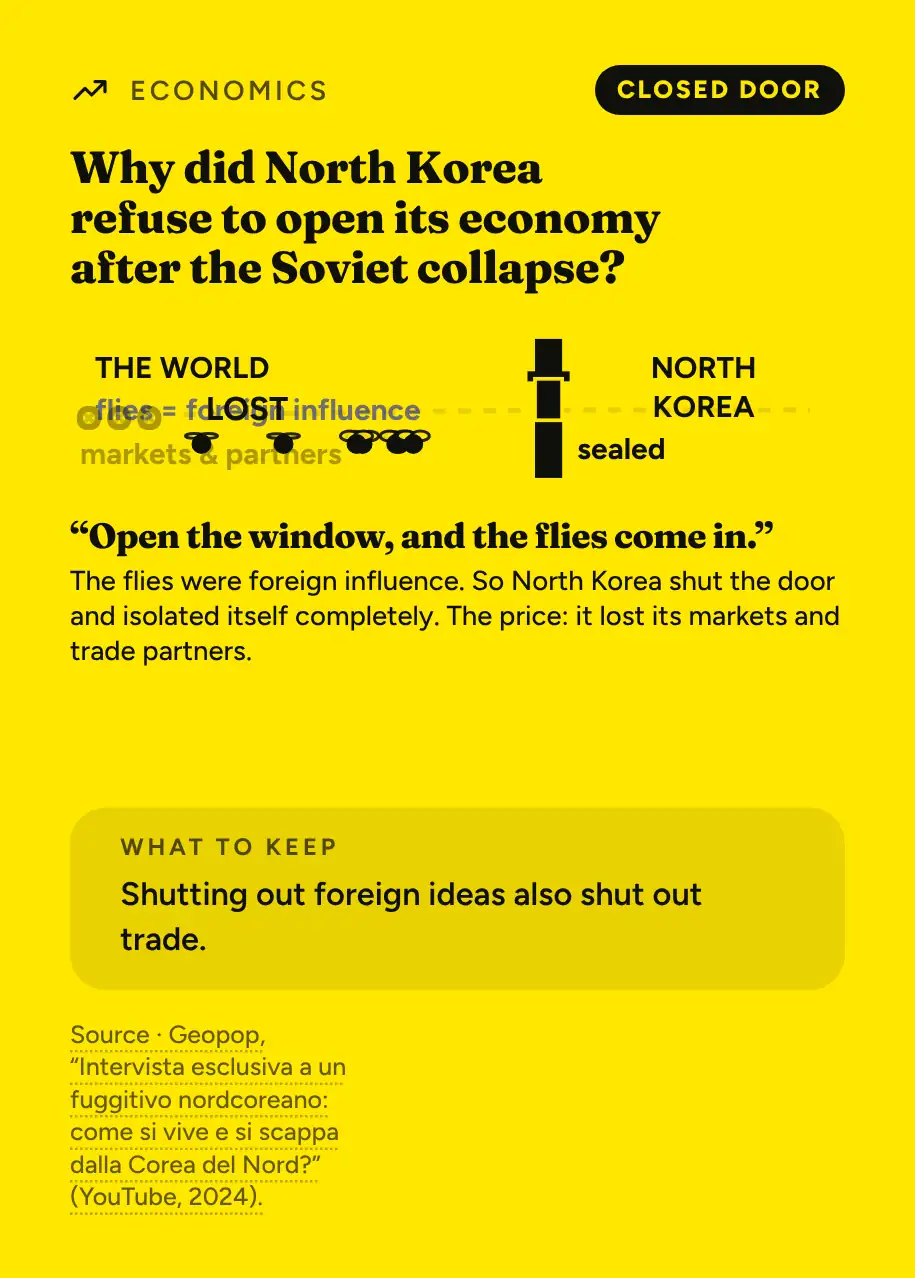 ECONOMICS
CLOSED DOOR
Why did North Korea
refuse to open its economy
after the Soviet collapse?
THE WORLD
NORTH
KOREA
flies = foreign influence
LOST
markets & partners
sealed
“Open the window, and the flies come in.”
The flies were foreign influence. So North Korea shut the door
and isolated itself completely. The price: it lost its markets and
trade partners.
WHAT TO KEEP
Shutting out foreign ideas also shut out
trade.
Source · Geopop,
“Intervista esclusiva a un
fuggitivo nordcoreano:
come si vive e si scappa
dalla Corea del Nord?”
(YouTube, 2024).